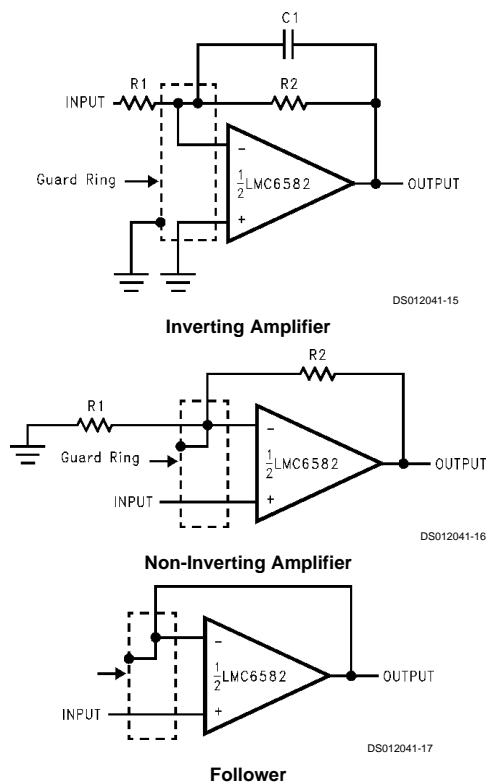 C1
R1
R2
INPUT
−
Guard Ring
½LMC6582
OUTPUT
+
DS012041-15
Inverting Amplifier
R2
R1
−
Guard Ring
½LMC6582
OUTPUT
INPUT
+
DS012041-16
Non-Inverting Amplifier
−
½LMC6582
OUTPUT
INPUT
+
DS012041-17
Follower